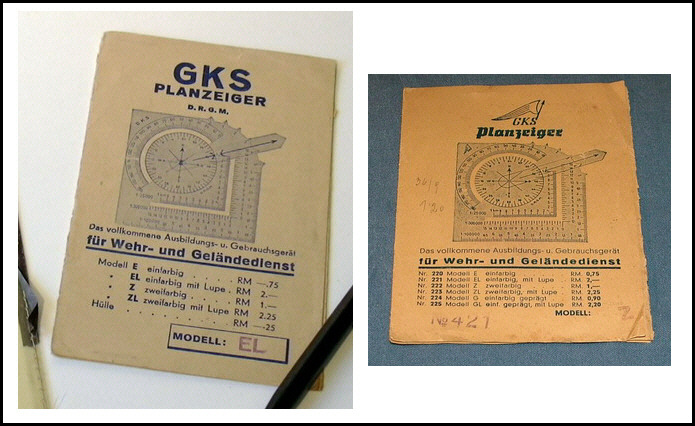 GKS
PLANZEIGER
D.R.G.M.
Das vollkommene Ausbildungs- u. Gebrauchsgerät
für Wehr- und Geländedienst
Modell E einfarbig . . . . RM —.75
" EL einfarbig mit Lupe . RM 2.—
" Z zweifarbig . . . . RM 1.—
" ZL zweifarbig mit Lupe RM 2.25
Hülle . . . . . . . RM —.25
MODELL: EL
GKS
Planzeiger
Das vollkommene Ausbildungs- u. Gebrauchsgerät
für Wehr- und Geländedienst
Nr. 220 Modell E einfarbig . . . . RM. 0,75
Nr. 221 Modell EL einfarbig, mit Lupe . RM. 2,—
Nr. 222 Modell Z zweifarbig . . . . RM. 1,—
Nr. 223 Modell ZL zweifarbig, mit Lupe . RM. 2,25
Nr. 224 Modell G einfarbig geprägt . . RM. 0,90
Nr. 225 Modell GL einf. geprägt, mit Lupe RM. 2,20
MODELL: Z
No 421